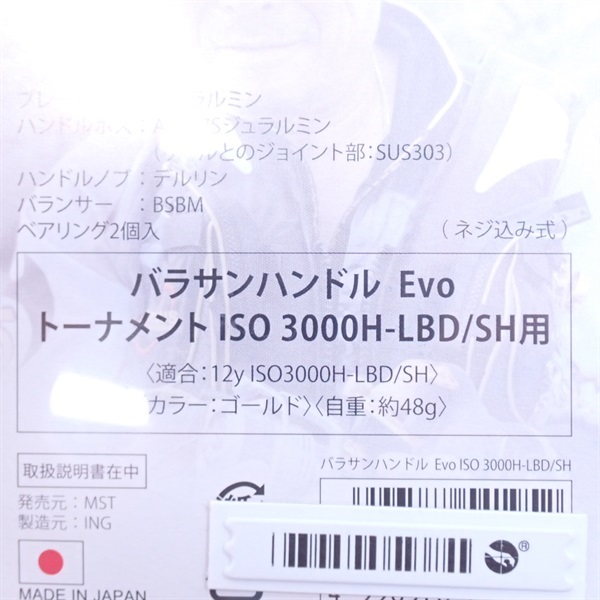 ハンドルボス：A
ジュラルミン
ルとのジョイント部：SUS303）
ハンドルノブ：デルリン
バランサー：BSBM
ベアリング2個入
（ネジ込み式）
バラサンハンドル Evo
トーナメント ISO 3000H-LBD/SH用
〈適合：12y ISO3000H-LBD/SH〉
カラー：ゴールド〉〈自重：約48g〉
取扱説明書在中
バラサンハンドル Evo ISO 3000H-LBD/SH
発売元：MST
製造元：ING
MADE IN JAPAN